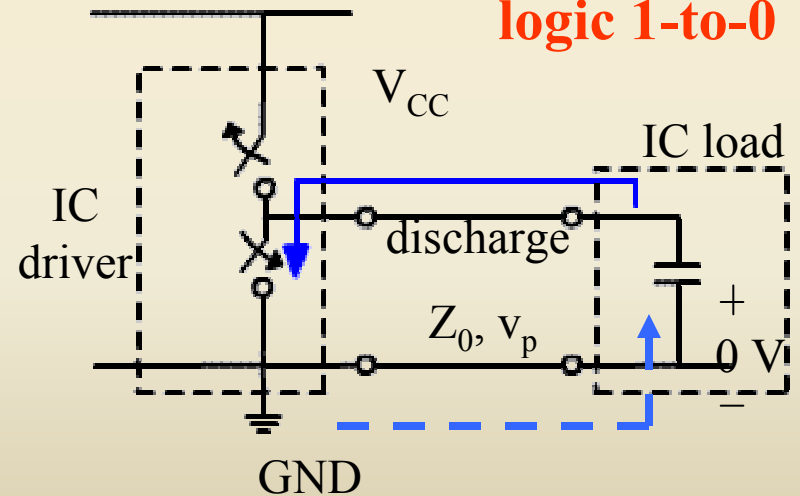 logic 1-to-0
V_CC
IC load
IC
driver
discharge
Z_0, v_p
+
0 V
–
GND